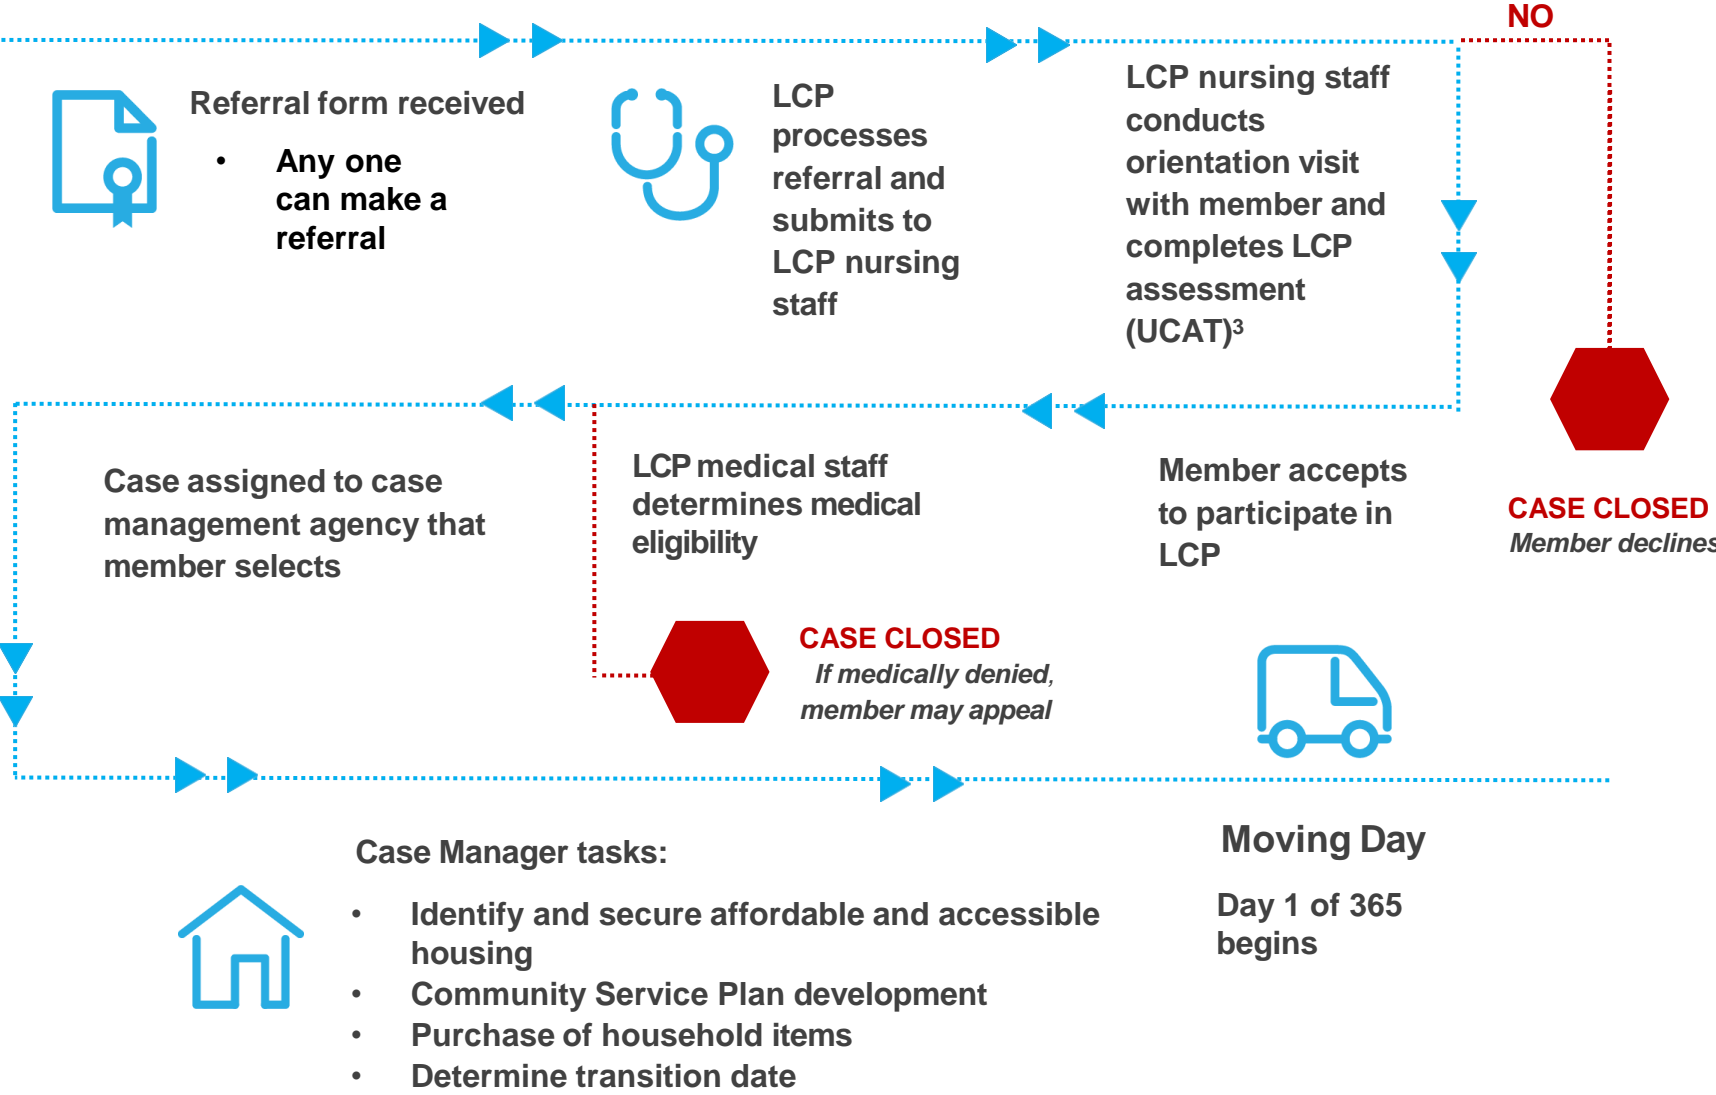 NO
Referral form received
• Any one
can make a
referral
LCP
processes
referral and
submits to
LCP nursing
staff
LCP nursing staff
conducts
orientation visit
with member and
completes LCP
assessment
(UCAT)³
CASE CLOSED
Member declines
Member accepts
to participate in
LCP
LCP medical staff
determines medical
eligibility
CASE CLOSED
If medically denied,
member may appeal
Case assigned to case
management agency that
member selects
Case Manager tasks:
• Identify and secure affordable and accessible
housing
• Community Service Plan development
• Purchase of household items
• Determine transition date
Moving Day
Day 1 of 365
begins